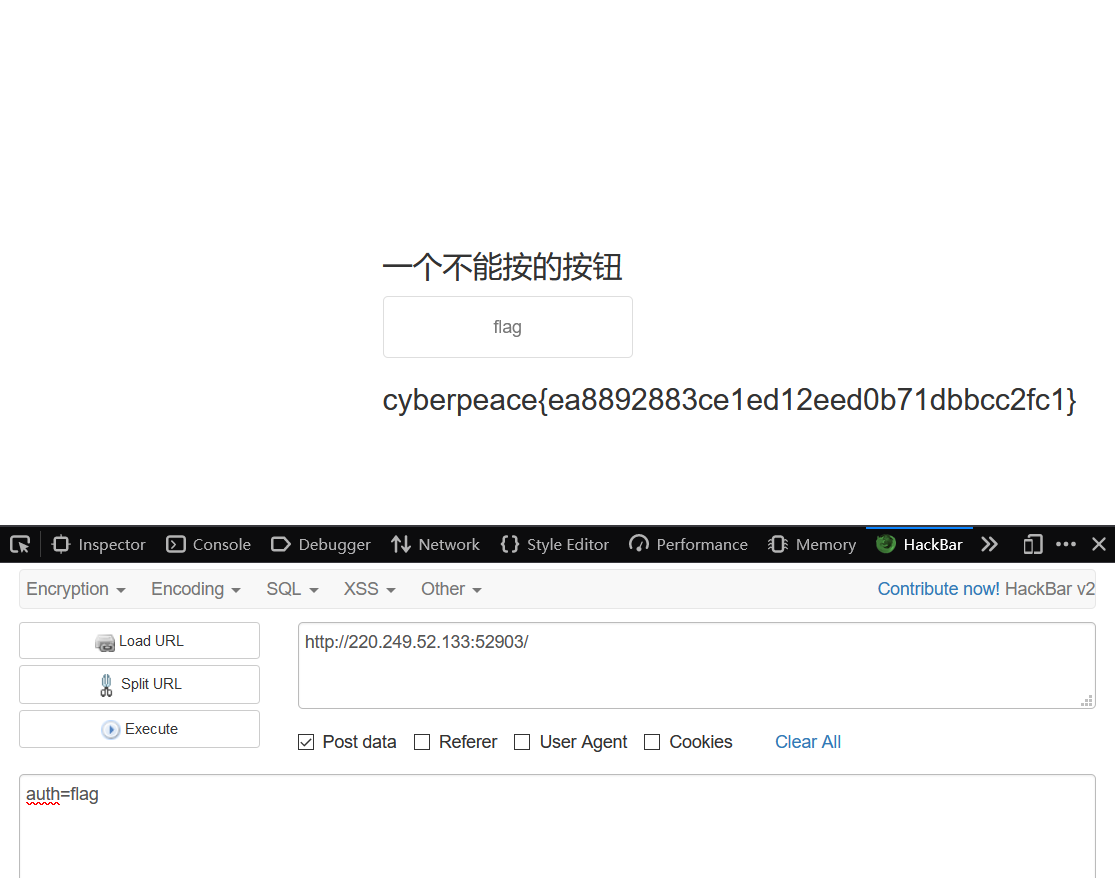 一个不能按的按钮
flag
cyberpeace{ea8892883ce1ed12eed0b71dbbcc2fc1}
Inspector Console Debugger Network Style Editor Performance Memory HackBar
Encryption Encoding SQL XSS Other Contribute now! HackBar v2
Load URL
Split URL
Execute
http://220.249.52.133:52903/
Post data Referer User Agent Cookies Clear All
auth=flag